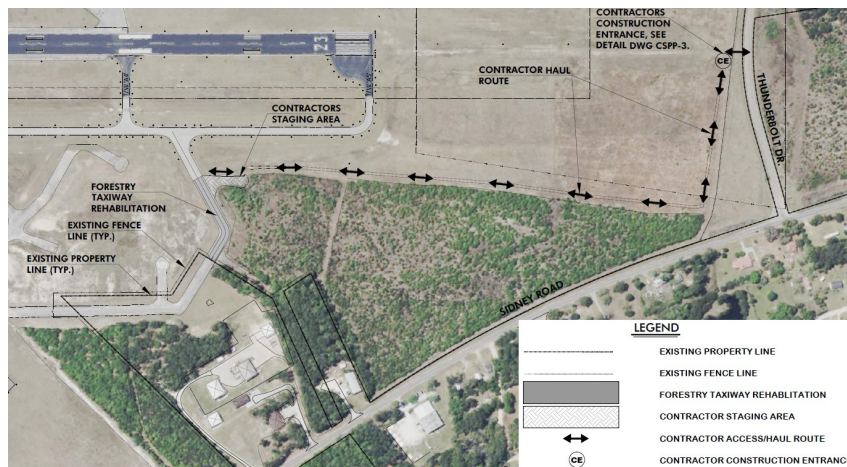 CONTRACTORS
CONSTRUCTION
ENTRANCE, SEE
DETAIL DWG CSPP-3.
CE
CONTRACTOR HAUL
ROUTE
THUNDERBOLT DR.
23
CONTRACTORS
STAGING AREA
FORESTRY
TAXIWAY
REHABILITATION
EXISTING FENCE
LINE (TYP.)
EXISTING PROPERTY
LINE (TYP.)
SIDNEY ROAD
LEGEND
EXISTING PROPERTY LINE
EXISTING FENCE LINE
FORESTRY TAXIWAY REHABLITATION
CONTRACTOR STAGING AREA
CONTRACTOR ACCESS/HAUL ROUTE
CE
CONTRACTOR CONSTRUCTION ENTRANC